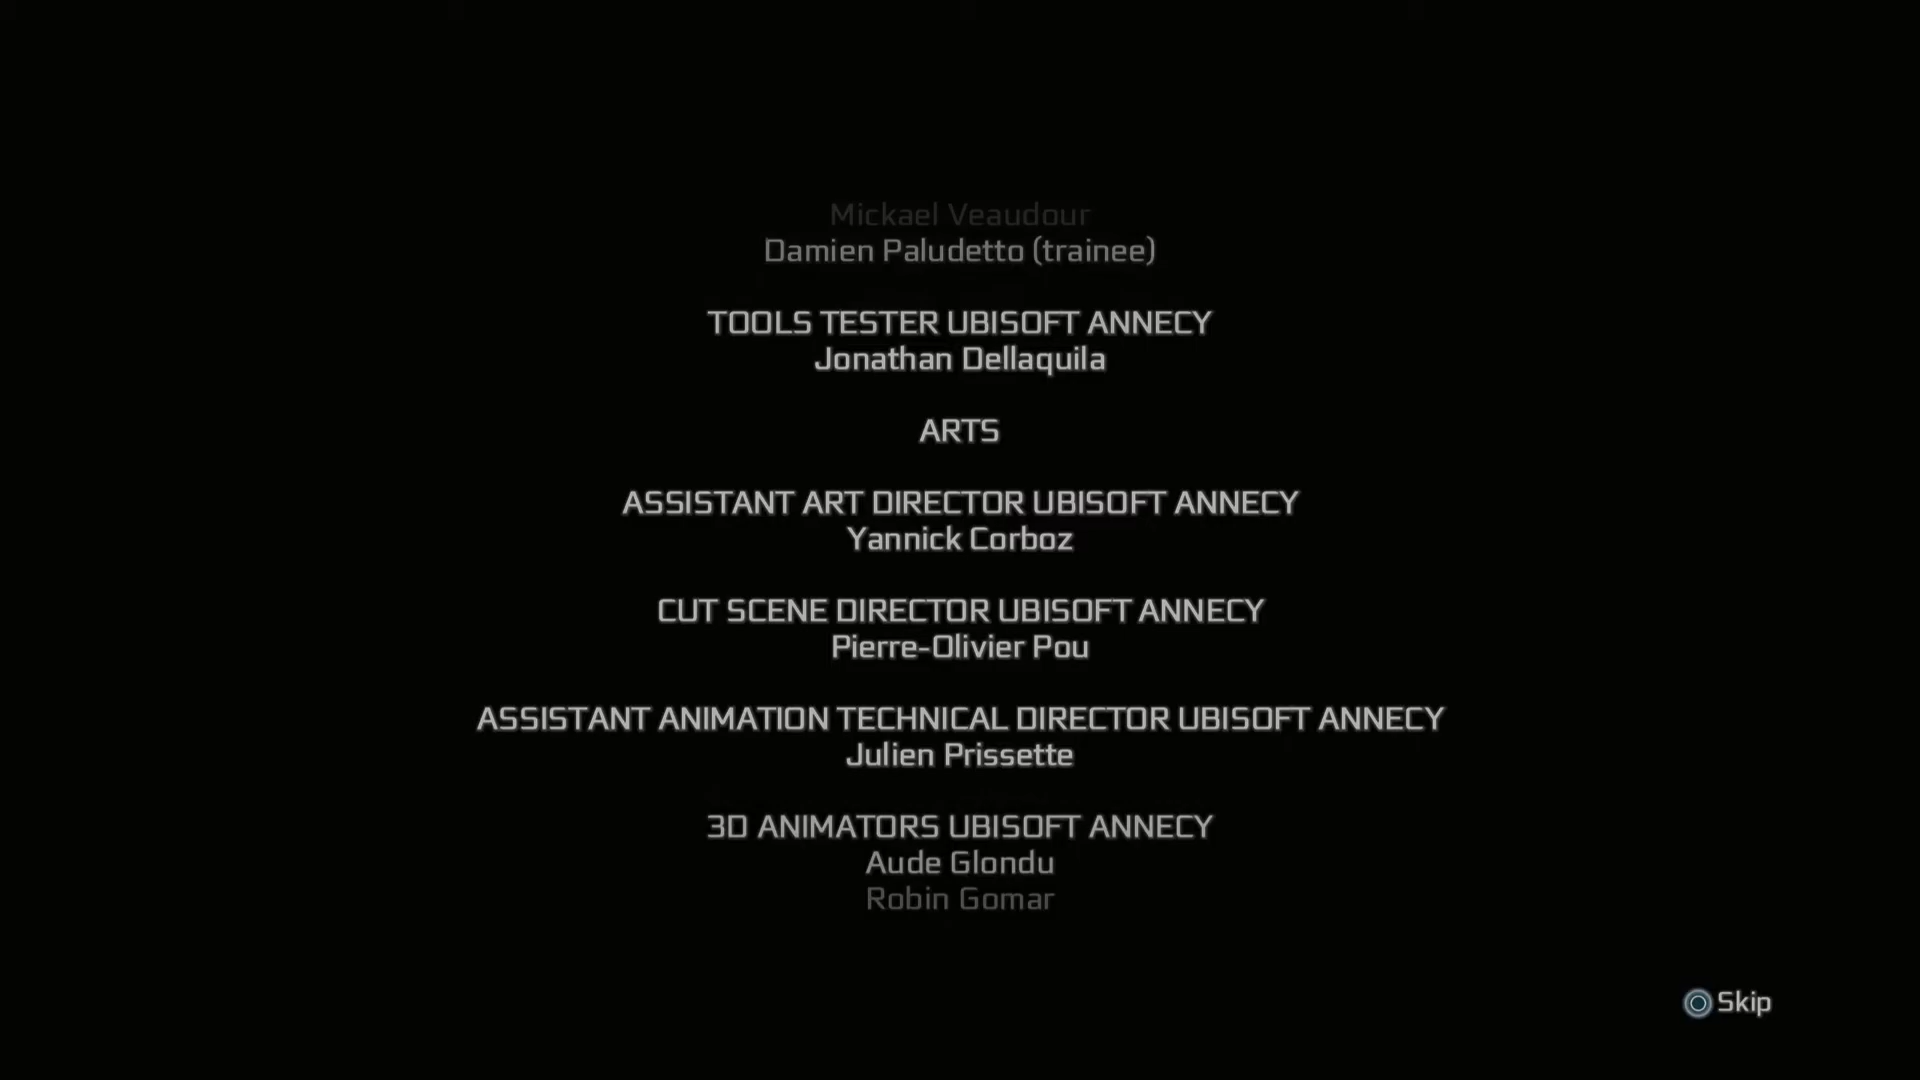 Mickael Veaudour
Damien Paludetto (trainee)
TOOLS TESTER UBISOFT ANNECY
Jonathan Dellaquila
ARTS
ASSISTANT ART DIRECTOR UBISOFT ANNECY
Yannick Corboz
CUT SCENE DIRECTOR UBISOFT ANNECY
Pierre-Olivier Pou
ASSISTANT ANIMATION TECHNICAL DIRECTOR UBISOFT ANNECY
Julien Prissette
3D ANIMATORS UBISOFT ANNECY
Aude Glondu
Robin Gomar
Skip